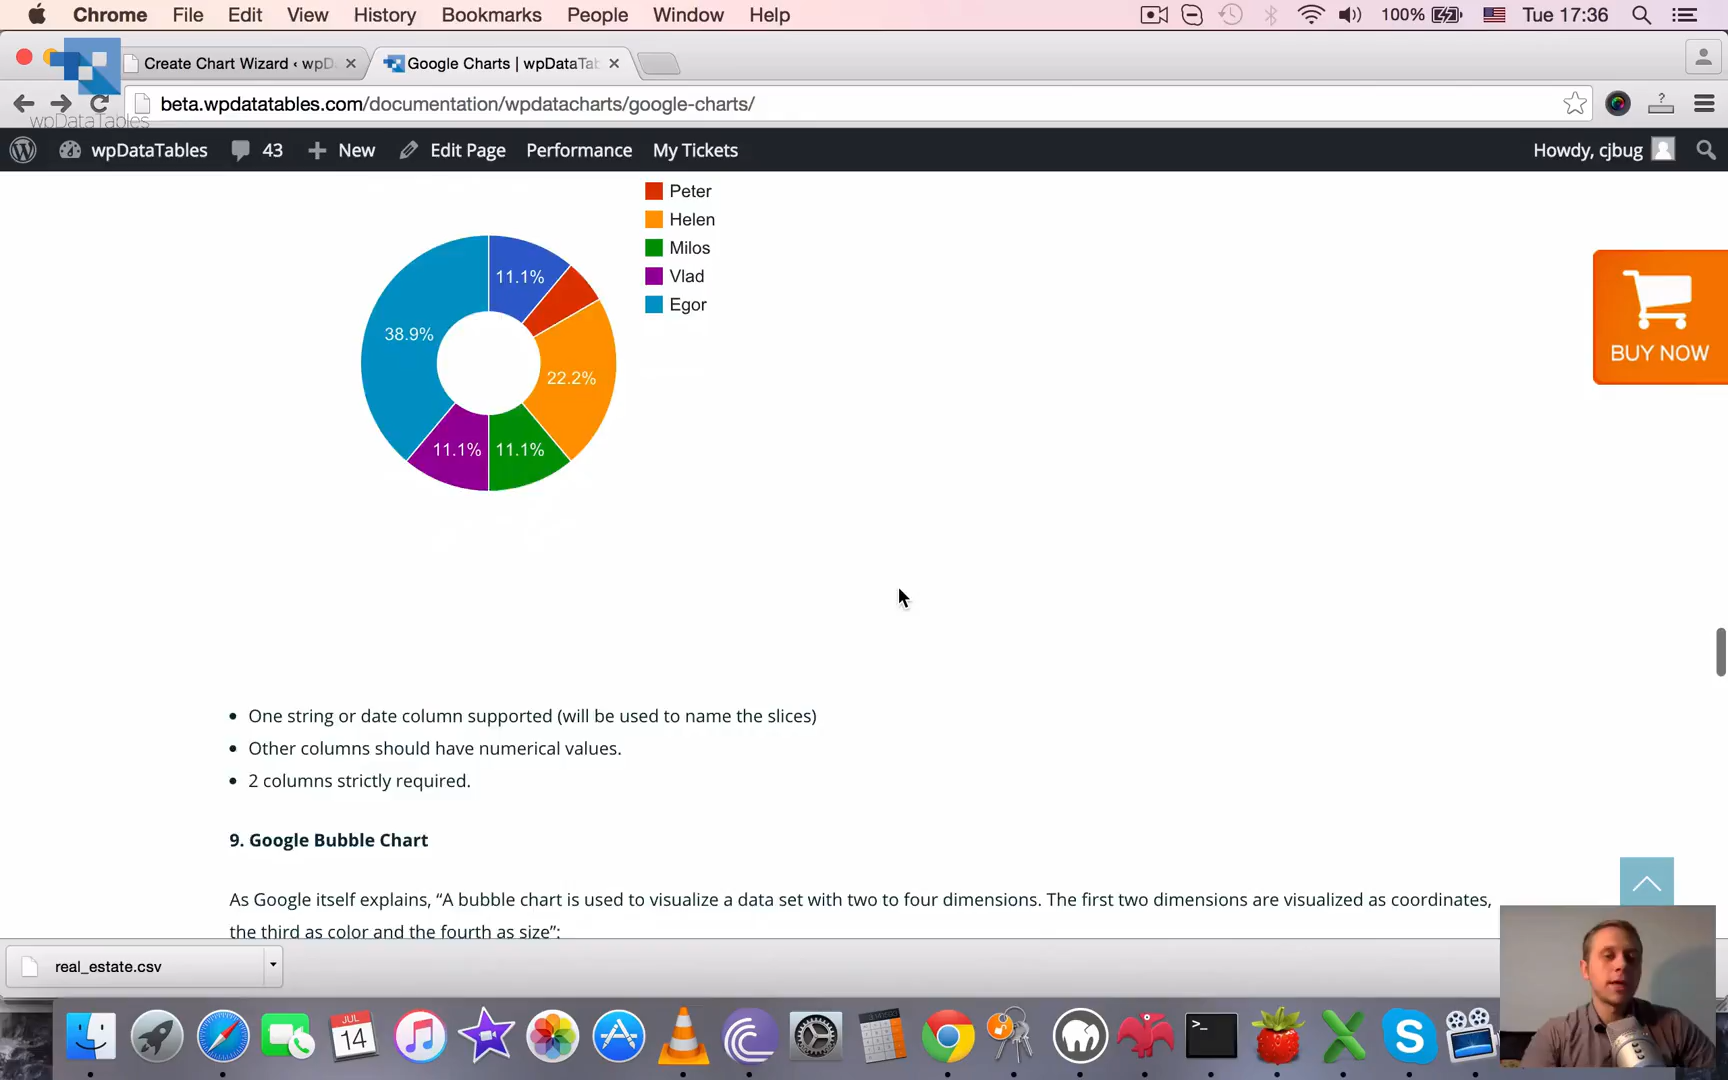 Chrome File Edit View History Bookmarks People Window Help 100% Tue 17:36
Create Chart Wizard ‹ wpD Google Charts | wpDataTab
beta.wpdatatables.com/documentation/wpdatacharts/google-charts/
wpDataTables
wpDataTables 43 New Edit Page Performance My Tickets Howdy, cjbug
Peter
Helen
Milos
Vlad
Egor
11.1%
38.9%
22.2%
11.1% 11.1%
BUY NOW
• One string or date column supported (will be used to name the slices)
• Other columns should have numerical values.
• 2 columns strictly required.
9. Google Bubble Chart
As Google itself explains, “A bubble chart is used to visualize a data set with two to four dimensions. The first two dimensions are visualized as coordinates,
the third as color and the fourth as size”:
real_estate.csv
JUL
14